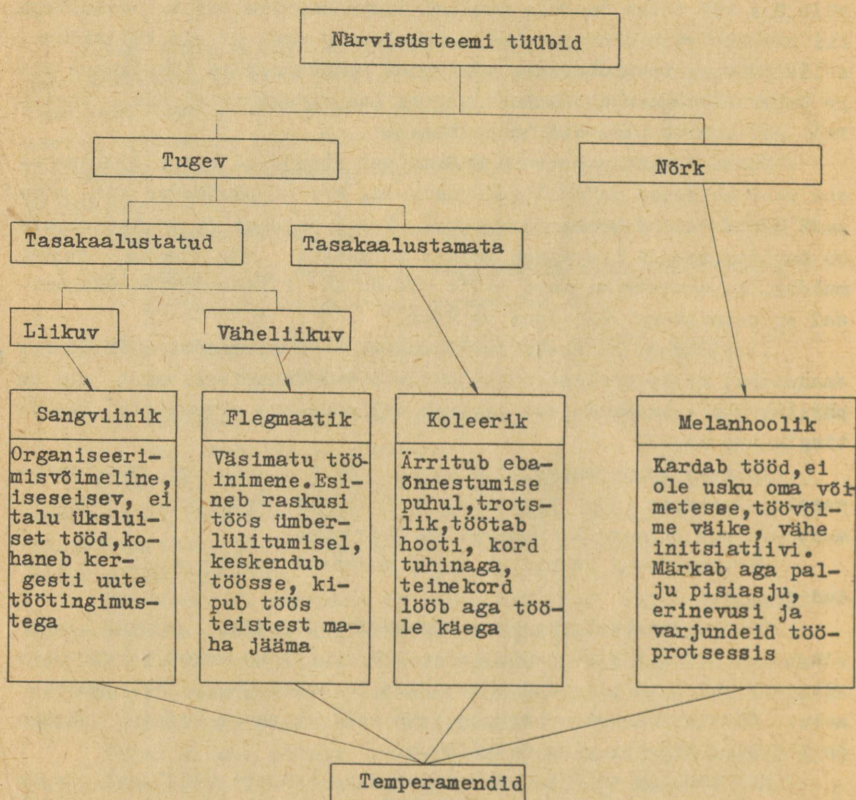 Närvisüsteemi tüübid
Tugev
Nõrk
Tasakaalustatud
Tasakaalustamata
Liikuv
Väheliikuv
Sangviinik
Organiseeri-
misvõimeline,
iseseisev, ei
talu üksului-
set tööd,ko-
haneb ker-
gesti uute
töötingimus-
tega
Flegmaatik
Väsimatu töö-
inimene.Esi-
neb raskusi
töös ümber-
lülitumisel,
keskendub
töösse, ki-
pub töös
teistest ma-
ha jääma
Koleerik
Ärritub eba-
õnnestumise
puhul,trots-
lik,töötab
hooti, kord
tuhinaga,
teinekord
lööb aga töö-
le käega
Melanhoolik
Kardab tööd,ei
ole usku oma või-
metesse,töövõi-
me väike, vähe
initsiatiivi.
Märkab aga pal-
ju pisiasju,
erinevusi ja
varjundeid töö-
protsessis
Temperamendid